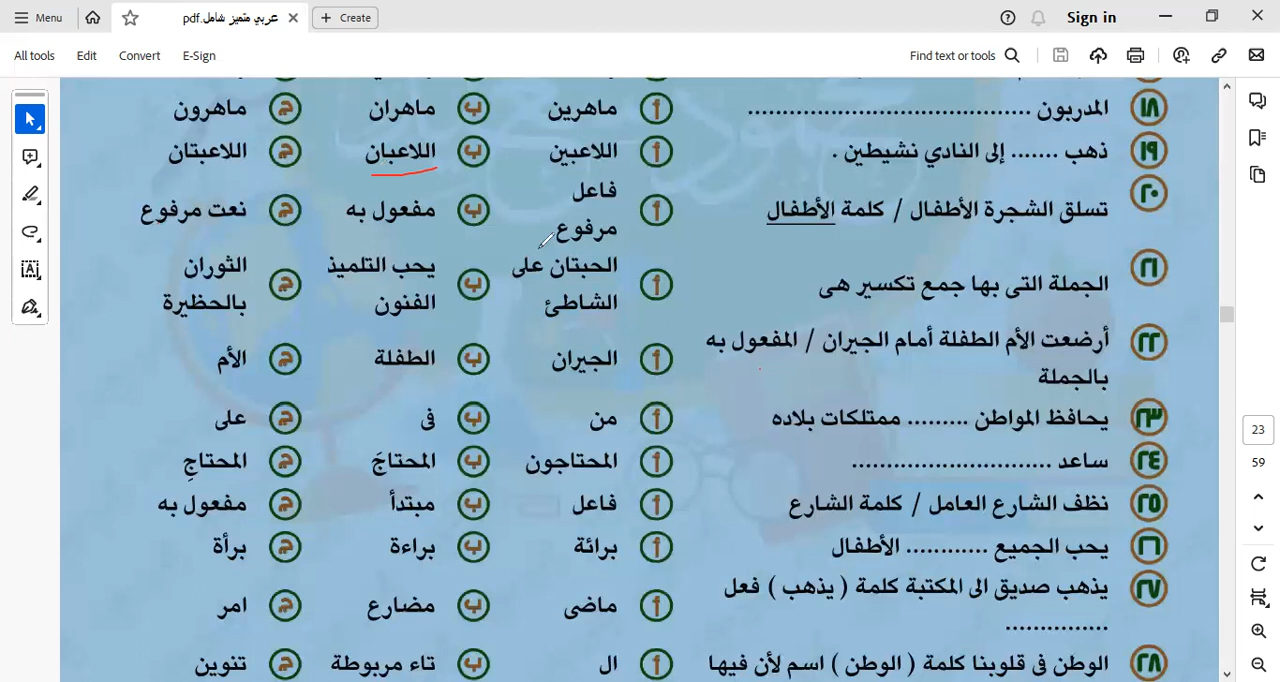 Menu
عربي متميز شامل.pdf
Create
Sign in
All tools Edit Convert E-Sign
Find text or tools
١٨ المدربون ...................................... أ ماهرين ب ماهران ج ماهرون
١٩ ذهب ....... إلى النادي نشيطين . أ اللاعبين ب اللاعبان ج اللاعبتان
٢٠ تسلق الشجرة الأطفال / كلمة الأطفال أ فاعل مرفوع ب مفعول به ج نعت مرفوع
٢١ الجملة التى بها جمع تكسير هى أ الحبتان على الشاطئ ب يحب التلميذ الفنون ج الثوران بالحظيرة
٢٢ أرضعت الأم الطفلة أمام الجيران / المفعول به بالجملة أ الجيران ب الطفلة ج الأم
٢٣ يحافظ المواطن ......... ممتلكات بلاده أ من ب فى ج على
٢٤ ساعد ............................. أ المحتاجون ب المحتاجَ ج المحتاجِ
٢٥ نظف الشارع العامل / كلمة الشارع أ فاعل ب مبتدأ ج مفعول به
٢٦ يحب الجميع ............ الأطفال أ برائة ب براءة ج برأة
٢٧ يذهب صديق الى المكتبة كلمة ( يذهب ) فعل ............... أ ماضى ب مضارع ج امر
٢٨ الوطن فى قلوبنا كلمة ( الوطن ) اسم لأن فيها أ ال ب تاء مربوطة ج تنوين
23
59